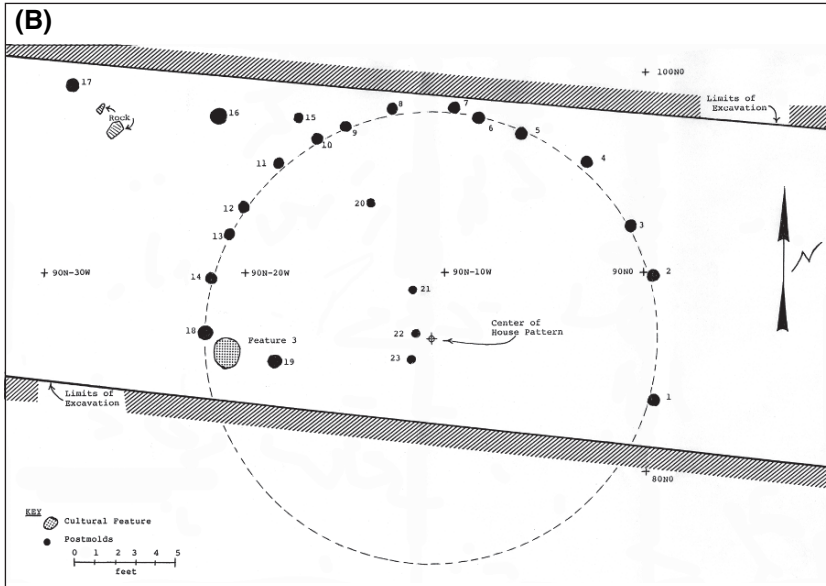 (B)
100N0
17
Rock
16
15
8
7
Limits of
Excavation
9
6
10
5
11
4
12
20
13
3
90N-30W
90N-20W
90N-10W
90N0
2
14
21
N
18
Feature 3
22
Center of
House Pattern
19
23
1
Limits of
Excavation
80N0
KEY
Cultural Feature
Postmolds
0 1 2 3 4 5
feet